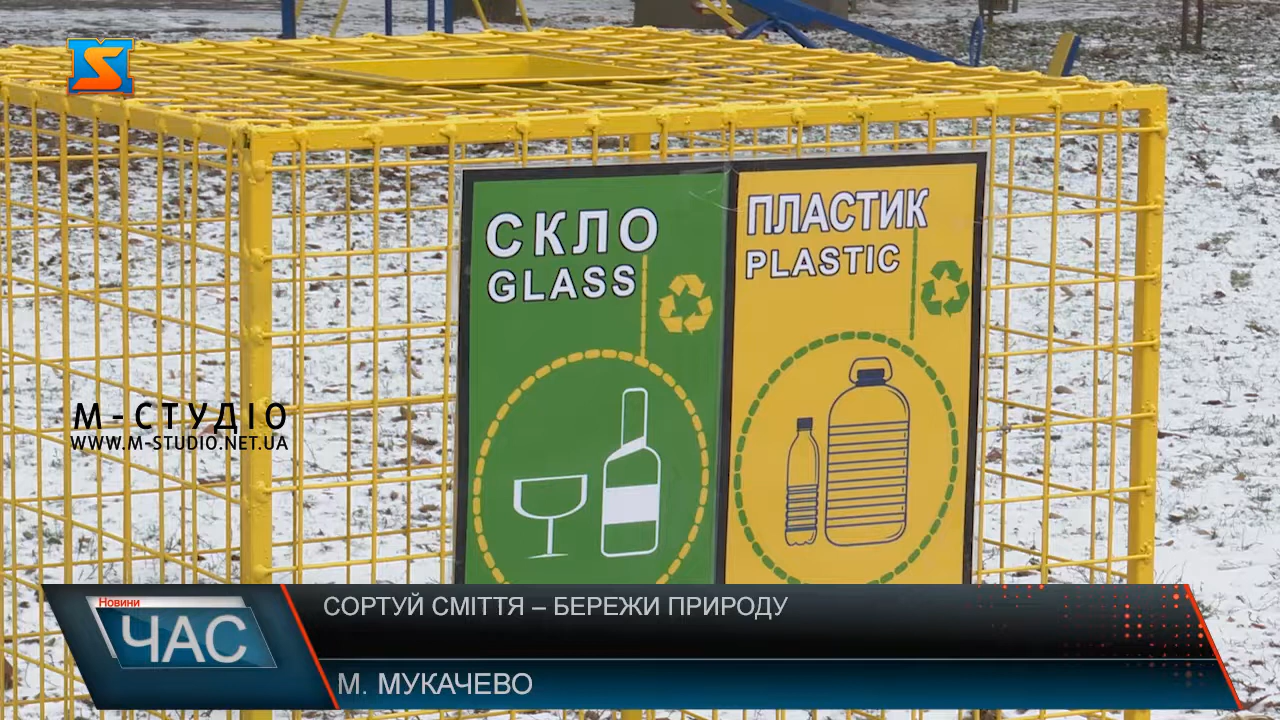 S
СКЛО
GLASS
ПЛАСТИК
PLASTIC
М-СТУДІО
WWW.M-STUDIO.NET.UA
Новини
ЧАС
СОРТУЙ СМІТТЯ – БЕРЕЖИ ПРИРОДУ
М. МУКАЧЕВО